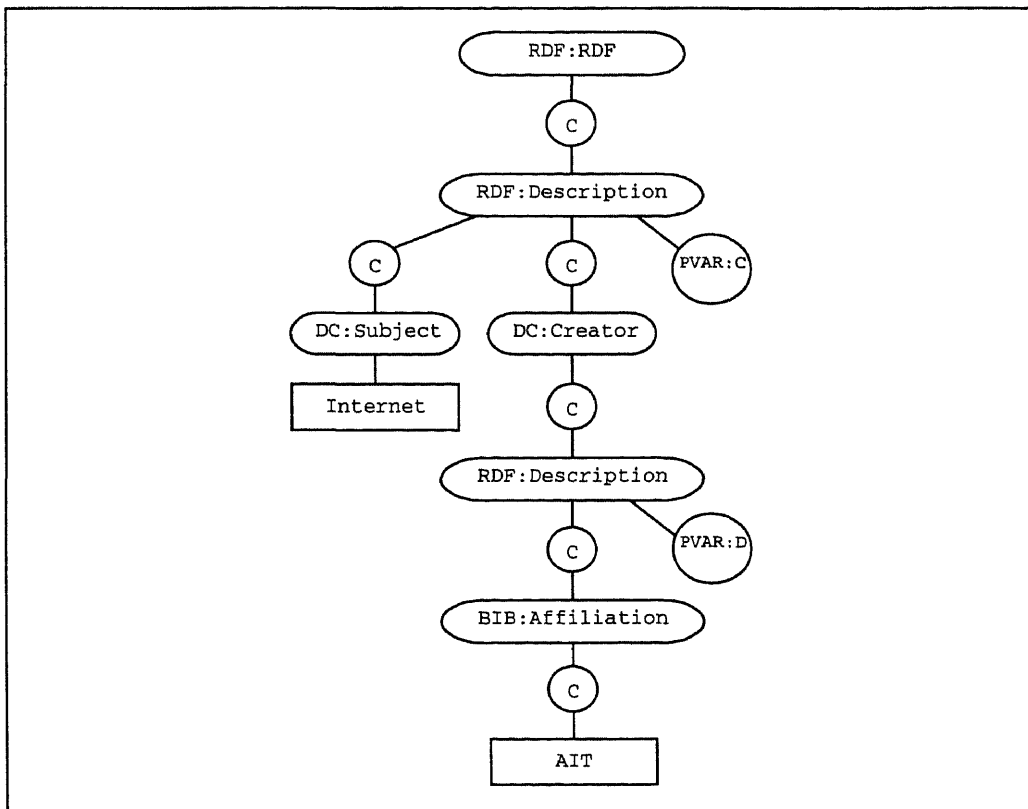 RDF:RDF
C
RDF:Description
C
C
PVAR:C
DC:Subject
DC:Creator
Internet
C
RDF:Description
C
PVAR:D
BIB:Affiliation
C
AIT